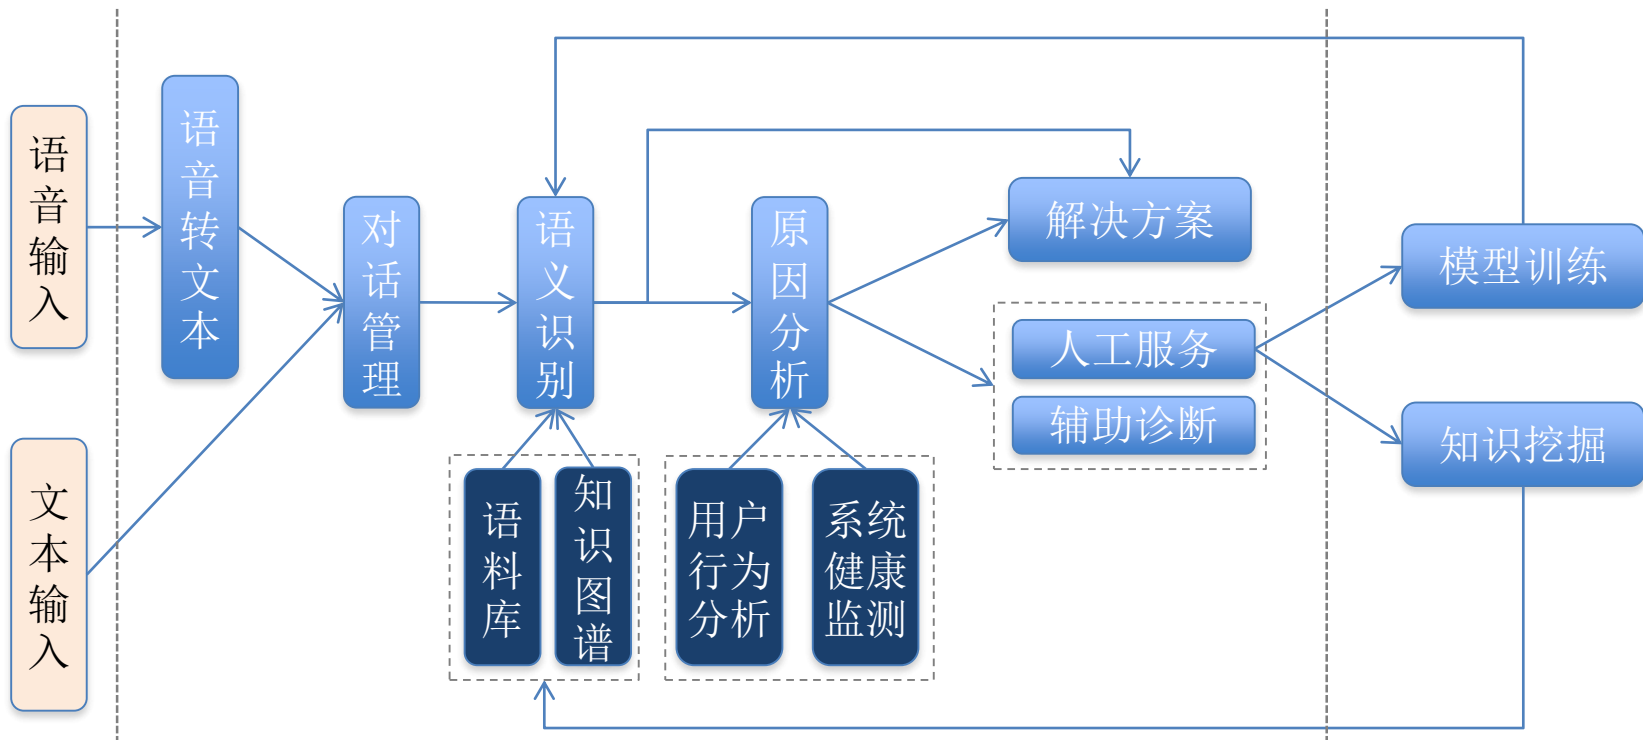 语音输入
文本输入
语音转文本
对话管理
语义识别
语料库
知识图谱
原因分析
用户
行为
分析
系统
健康
监测
解决方案
人工服务
辅助诊断
模型训练
知识挖掘